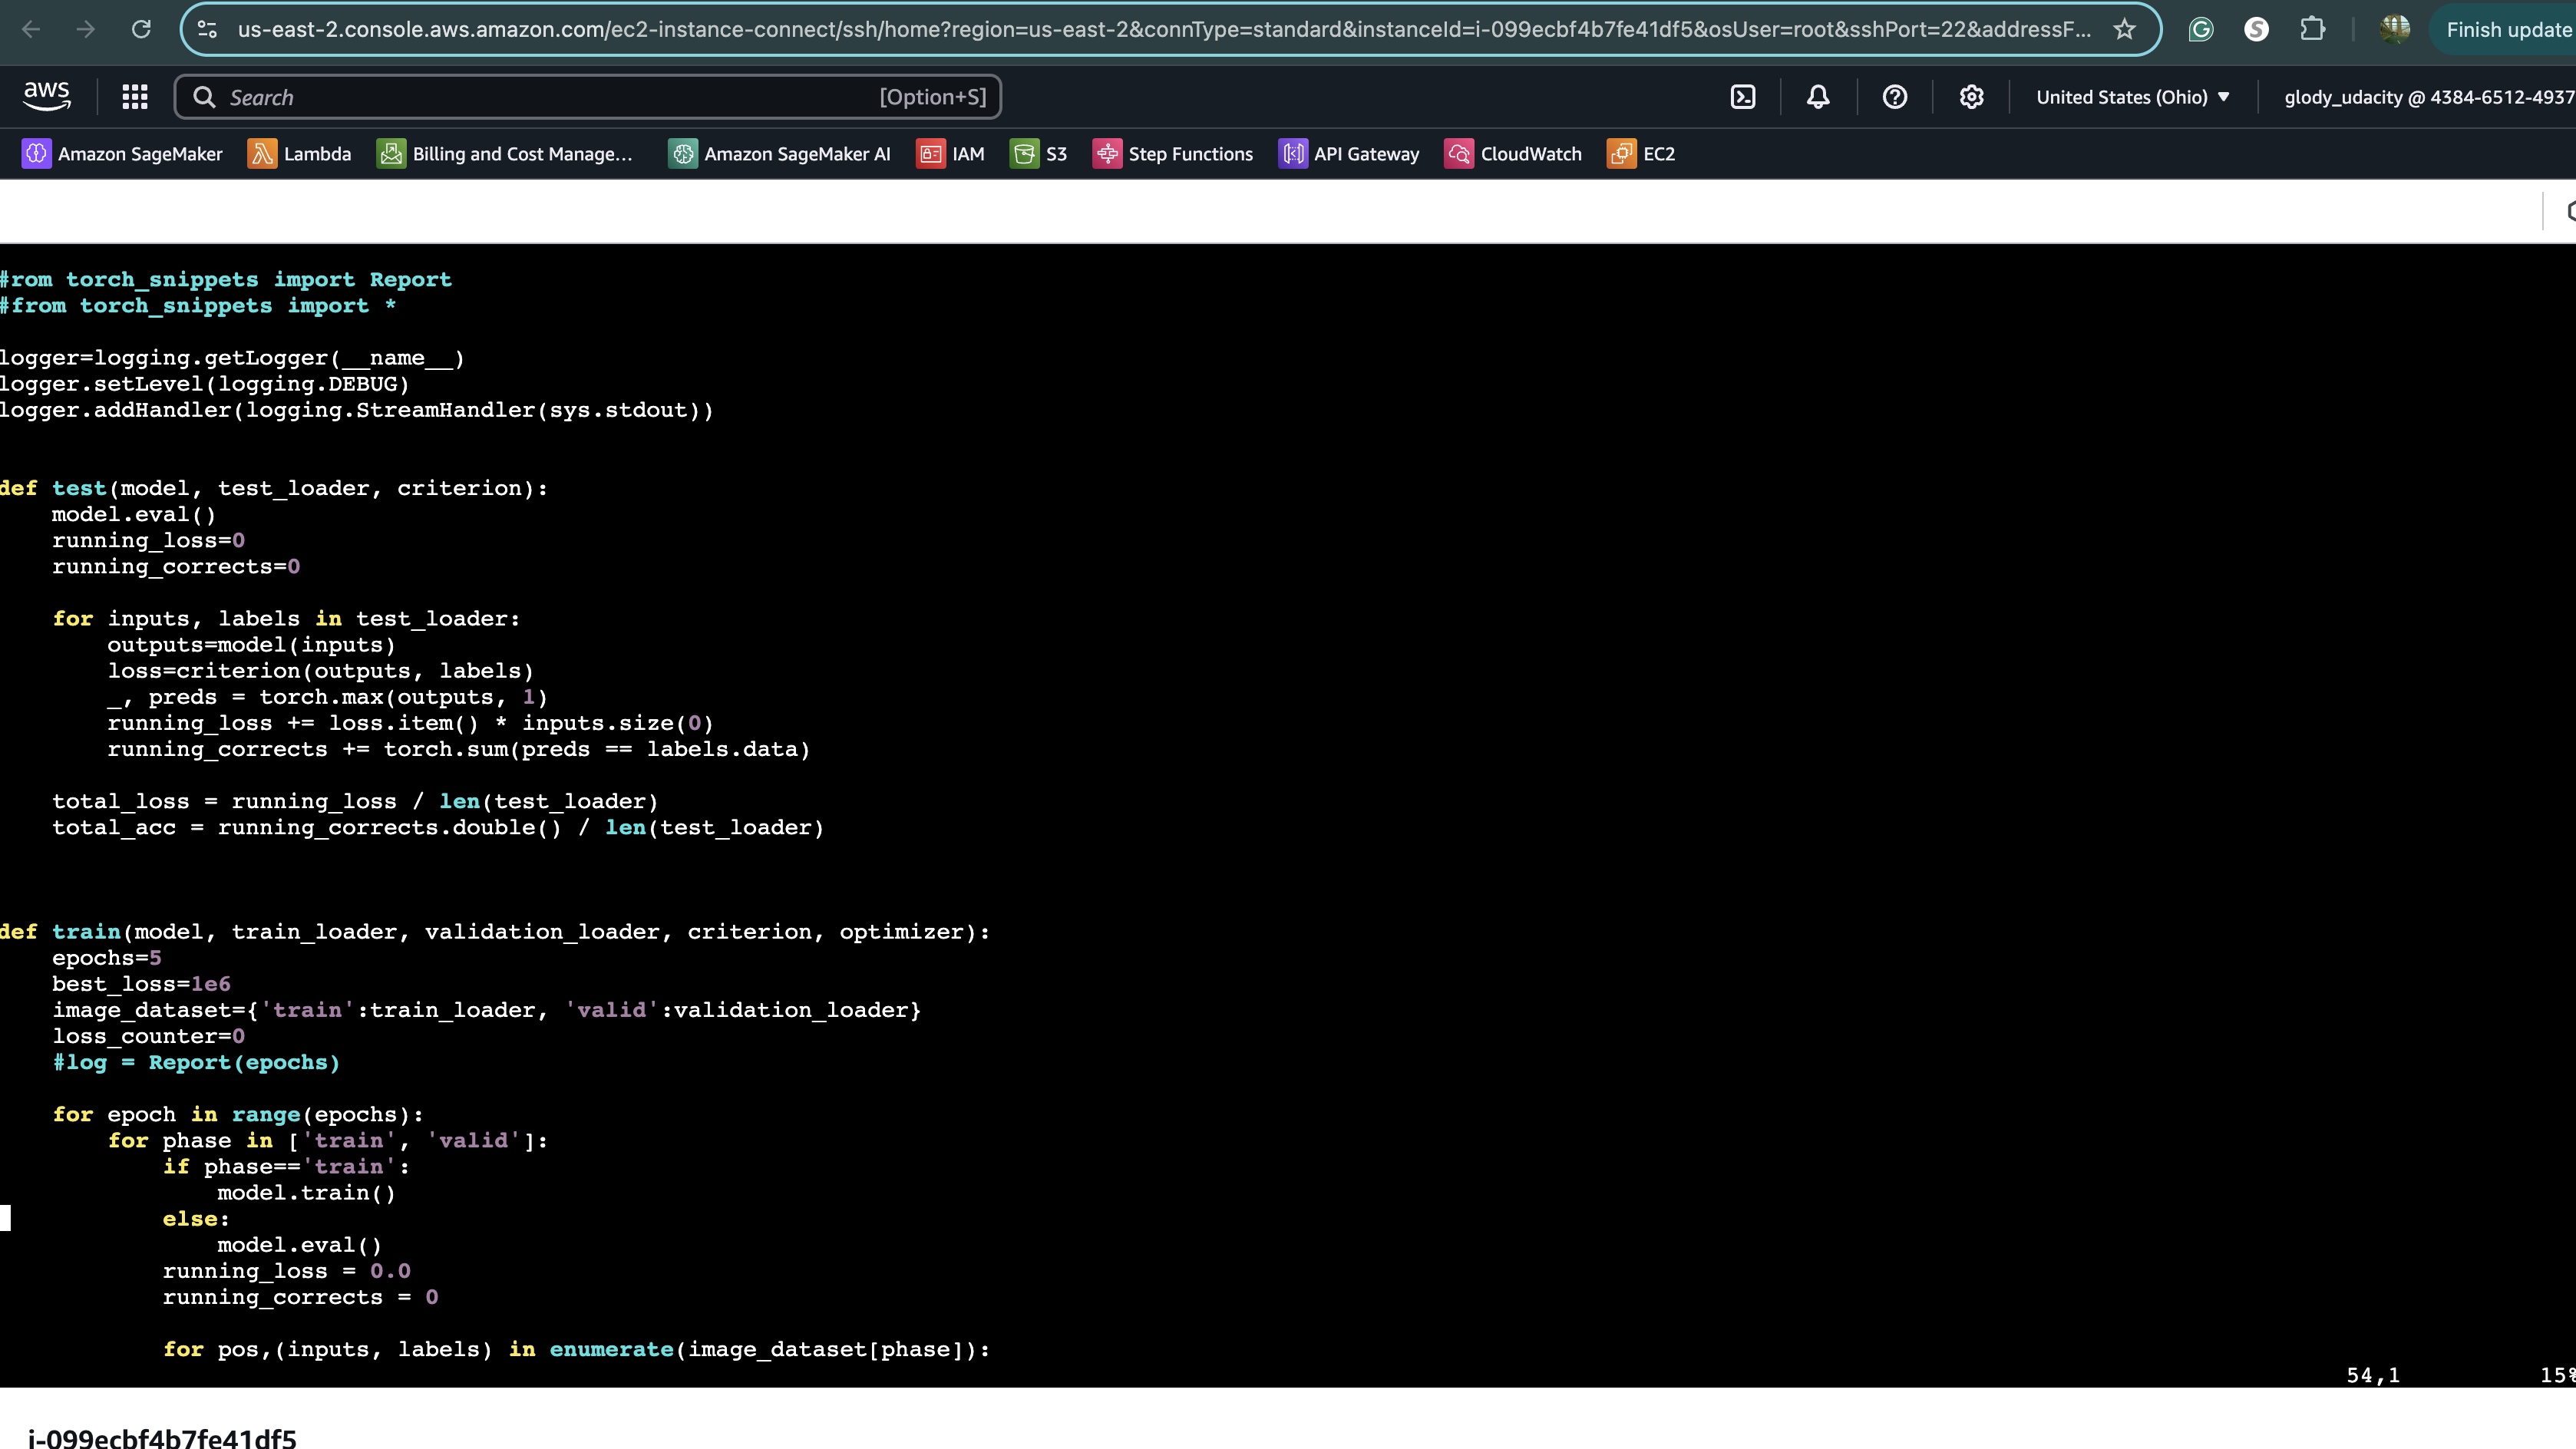 us-east-2.console.aws.amazon.com/ec2-instance-connect/ssh/home?region=us-east-2&connType=standard&instanceId=i-099ecbf4b7fe41df5&osUser=root&sshPort=22&addressF...
Finish update
aws
Search
[Option+S]
United States (Ohio)
glody_udacity @ 4384-6512-4937
Amazon SageMaker
Lambda
Billing and Cost Manage...
Amazon SageMaker AI
IAM
S3
Step Functions
API Gateway
CloudWatch
EC2
#rom torch_snippets import Report
#from torch_snippets import *
logger=logging.getLogger(__name__)
logger.setLevel(logging.DEBUG)
logger.addHandler(logging.StreamHandler(sys.stdout))
def test(model, test_loader, criterion):
    model.eval()
    running_loss=0
    running_corrects=0
    for inputs, labels in test_loader:
        outputs=model(inputs)
        loss=criterion(outputs, labels)
        _, preds = torch.max(outputs, 1)
        running_loss += loss.item() * inputs.size(0)
        running_corrects += torch.sum(preds == labels.data)
    total_loss = running_loss / len(test_loader)
    total_acc = running_corrects.double() / len(test_loader)
def train(model, train_loader, validation_loader, criterion, optimizer):
    epochs=5
    best_loss=1e6
    image_dataset={'train':train_loader, 'valid':validation_loader}
    loss_counter=0
    #log = Report(epochs)
    for epoch in range(epochs):
        for phase in ['train', 'valid']:
            if phase=='train':
                model.train()
            else:
                model.eval()
            running_loss = 0.0
            running_corrects = 0
            for pos,(inputs, labels) in enumerate(image_dataset[phase]):
54,1
15%
i-099ecbf4b7fe41df5